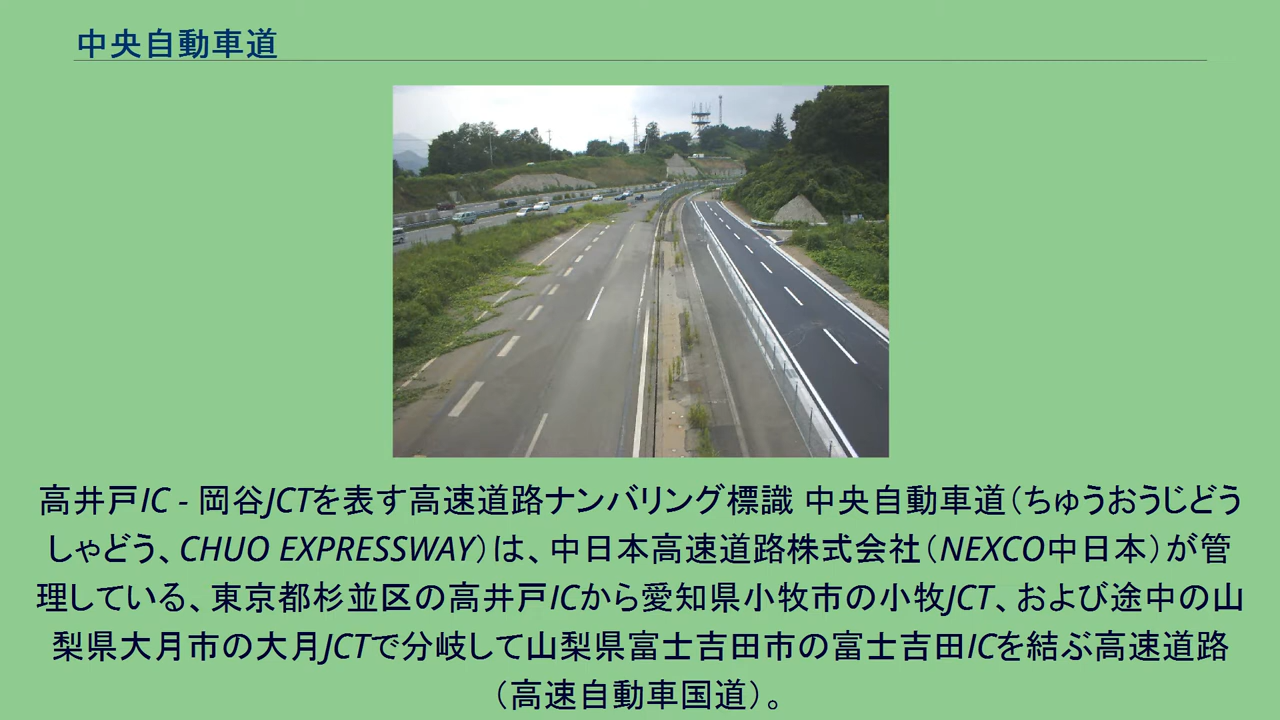 中央自動車道
高井戸IC - 岡谷JCTを表す高速道路ナンバリング標識 中央自動車道（ちゅうおうじどう
しゃどう、CHUO EXPRESSWAY）は、中日本高速道路株式会社（NEXCO中日本）が管
理している、東京都杉並区の高井戸ICから愛知県小牧市の小牧JCT、および途中の山
梨県大月市の大月JCTで分岐して山梨県富士吉田市の富士吉田ICを結ぶ高速道路
（高速自動車国道）。